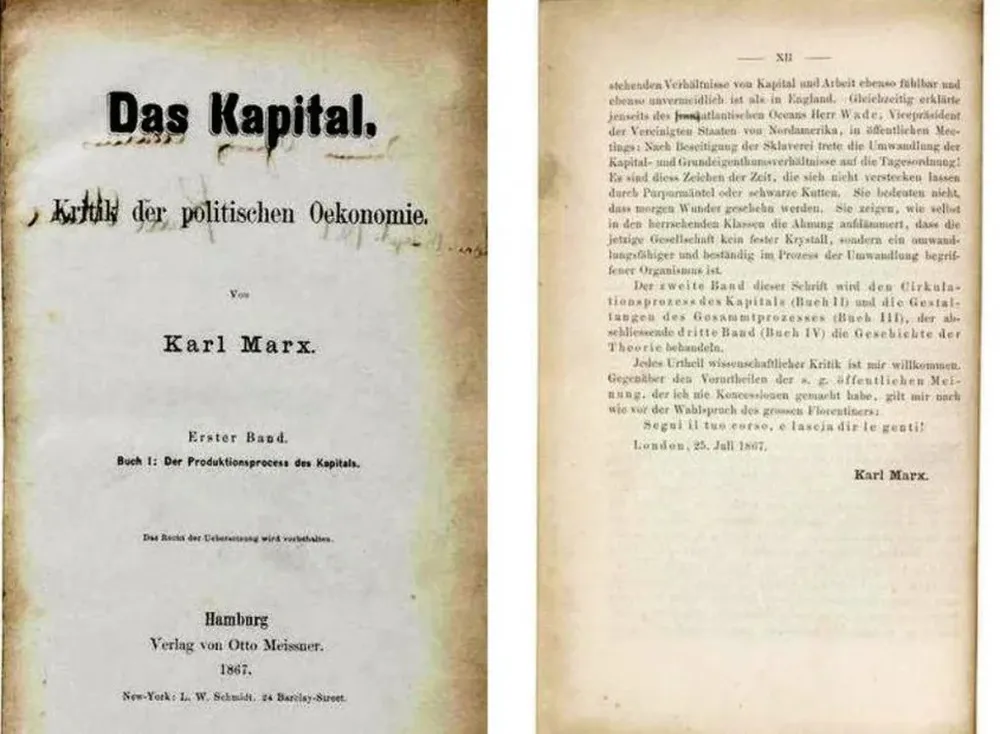 Das Kapital.
Kritik der politischen Oekonomie.
Von
Karl Marx.
Erster Band.
Buch I: Der Produktionsprocess des Kapitals.
Das Recht der Uebersetzung wird vorbehalten.
Hamburg
Verlag von Otto Meissner.
1867.
New-York: L. W. Schmidt. 24 Barclay-Street.
— XII —
stehenden Verhältnisse von Kapital und Arbeit ebenso fühlbar und
ebenso unvermeidlich ist als in England. Gleichzeitig erklärte
jenseits des atlantischen Oceans Herr Wade, Vicepräsident
der Vereinigten Staaten von Nordamerika, in öffentlichen Mee-
tings: Nach Beseitigung der Sklaverei trete die Umwandlung der
Kapital- und Grundeigenthumsverhältnisse auf die Tagesordnung!
Es sind diess Zeichen der Zeit, die sich nicht verstecken lassen
durch Purpurmäntel oder schwarze Kutten. Sie bedeuten nicht,
dass morgen Wunder geschehn werden. Sie zeigen, wie selbst
in den herrschenden Klassen die Ahnung aufdämmert, dass die
jetzige Gesellschaft kein fester Krystall, sondern ein umwand-
lungsfähiger und beständig im Prozess der Umwandlung begrif-
fener Organismus ist.
Der zweite Band dieser Schrift wird den Cirkula-
tionsprozess des Kapitals (Buch II) und die Gestal-
tungen des Gesammtprozesses (Buch III), der ab-
schliessende dritte Band (Buch IV) die Geschichte der
Theorie behandeln.
Jedes Urtheil wissenschaftlicher Kritik ist mir willkommen.
Gegenüber den Vorurtheilen der s. g. öffentlichen Mei-
nung, der ich nie Koncessionen gemacht habe, gilt mir nach
wie vor der Wahlspruch des grossen Florentiners:
Segui il tuo corso, e lascia dir le genti!
London, 25. Juli 1867.
Karl Marx.